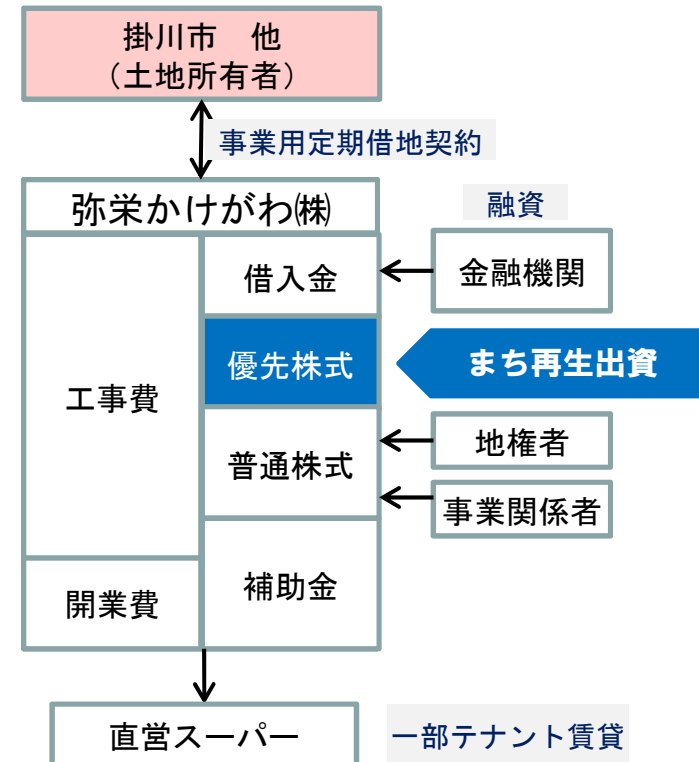 掛川市　他
（土地所有者）
事業用定期借地契約
弥栄かけがわ㈱
融資
工事費
借入金
金融機関
優先株式
まち再生出資
普通株式
地権者
事業関係者
開業費
補助金
直営スーパー
一部テナント賃貸